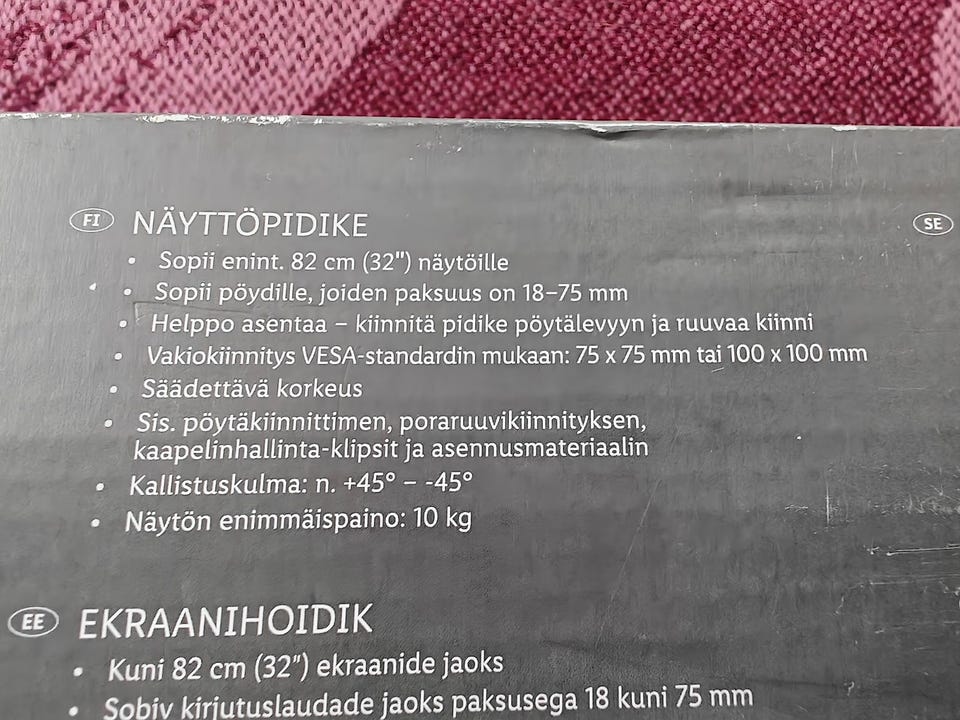 FI NÄYTTÖPIDIKE
• Sopii enint. 82 cm (32") näytöille
• Sopii pöydille, joiden paksuus on 18–75 mm
• Helppo asentaa – kiinnitä pidike pöytälevyyn ja ruuvaa kiinni
• Vakiokiinnitys VESA-standardin mukaan: 75 x 75 mm tai 100 x 100 mm
• Säädettävä korkeus
• Sis. pöytäkiinnittimen, poraruuvikiinnityksen,
kaapelinhallinta-klipsit ja asennusmateriaalin
• Kallistuskulma: n. +45° – -45°
• Näytön enimmäispaino: 10 kg
SE
EE EKRAANIHOIDIK
• Kuni 82 cm (32") ekraanide jaoks
• Sobiv kirjutuslaudade jaoks paksusega 18 kuni 75 mm